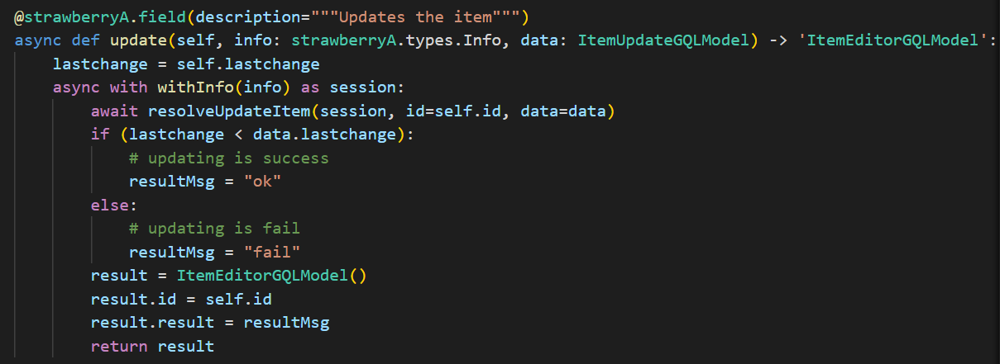 @strawberryA.field(description="""Updates the item""")
async def update(self, info: strawberryA.types.Info, data: ItemUpdateGQLModel) -> 'ItemEditorGQLModel':
    lastchange = self.lastchange
    async with withInfo(info) as session:
        await resolveUpdateItem(session, id=self.id, data=data)
        if (lastchange < data.lastchange):
            # updating is success
            resultMsg = "ok"
        else:
            # updating is fail
            resultMsg = "fail"
        result = ItemEditorGQLModel()
        result.id = self.id
        result.result = resultMsg
        return result